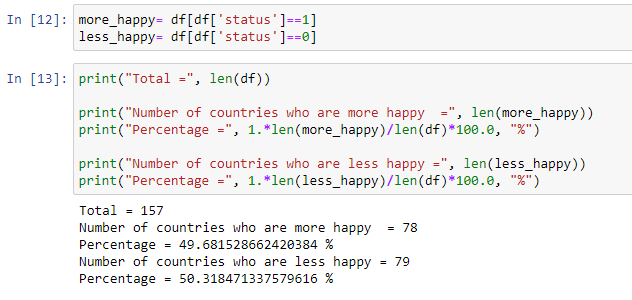 In [12]: more_happy= df[df['status']==1]
less_happy= df[df['status']==0]
In [13]: print("Total =", len(df))
print("Number of countries who are more happy  =", len(more_happy))
print("Percentage =", 1.*len(more_happy)/len(df)*100.0, "%")
print("Number of countries who are less happy =", len(less_happy))
print("Percentage =", 1.*len(less_happy)/len(df)*100.0, "%")
Total = 157
Number of countries who are more happy  = 78
Percentage = 49.681528662420384 %
Number of countries who are less happy = 79
Percentage = 50.318471337579616 %